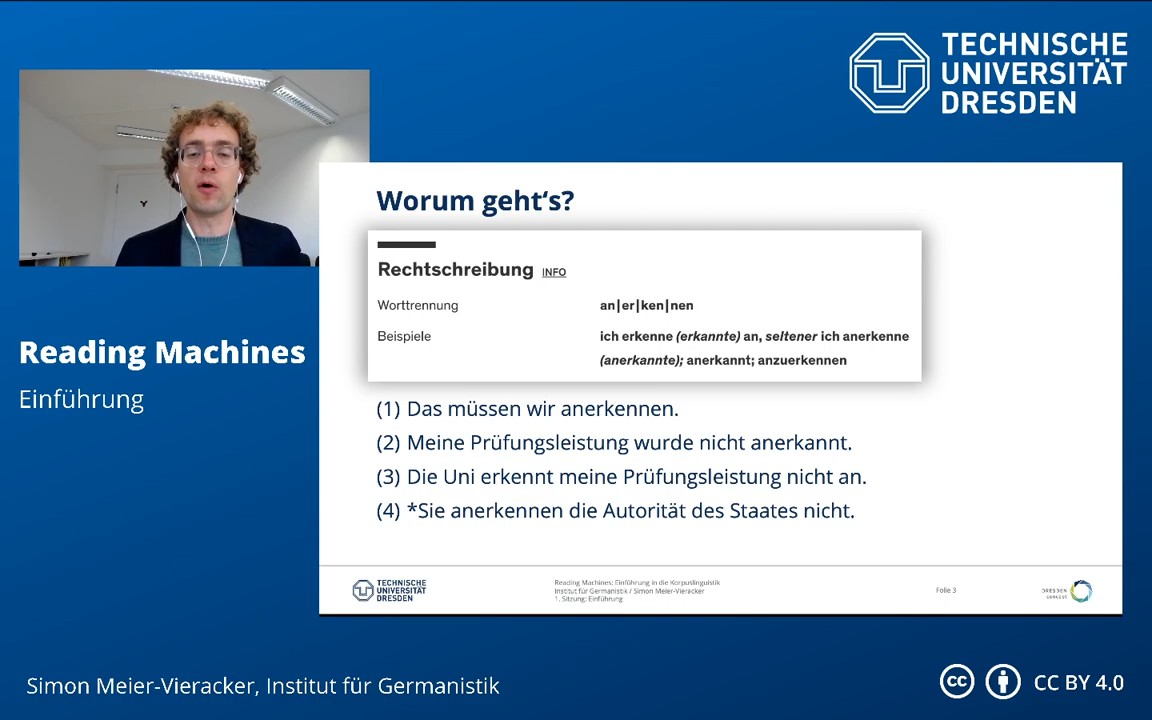 TECHNISCHE
UNIVERSITÄT
DRESDEN
Worum geht‘s?
Rechtschreibung INFO
Worttrennung an|er|ken|nen
Beispiele ich erkenne (erkannte) an, seltener ich anerkenne
(anerkannte); anerkannt; anzuerkennen
Reading Machines
Einführung
(1) Das müssen wir anerkennen.
(2) Meine Prüfungsleistung wurde nicht anerkannt.
(3) Die Uni erkennt meine Prüfungsleistung nicht an.
(4) *Sie anerkennen die Autorität des Staates nicht.
TECHNISCHE
UNIVERSITÄT
DRESDEN
Reading Machines: Einführung in die Korpuslinguistik
Institut für Germanistik / Simon Meier-Vieracker
1. Sitzung: Einführung
Folie 3
DRESDEN
concept
Simon Meier-Vieracker, Institut für Germanistik
cc CC BY 4.0